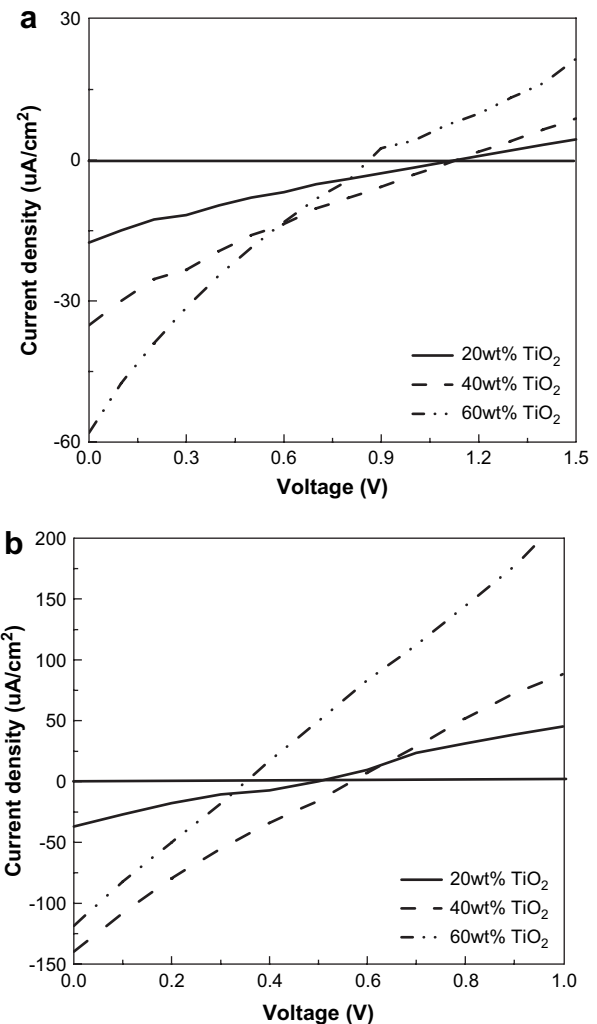 a
30
0
-30
-60
Current density (uA/cm²)
20wt% TiO₂
40wt% TiO₂
60wt% TiO₂
0.0 0.3 0.6 0.9 1.2 1.5
Voltage (V)
b
200
150
100
50
0
-50
-100
-150
Current density (uA/cm²)
20wt% TiO₂
40wt% TiO₂
60wt% TiO₂
0.0 0.2 0.4 0.6 0.8 1.0
Voltage (V)